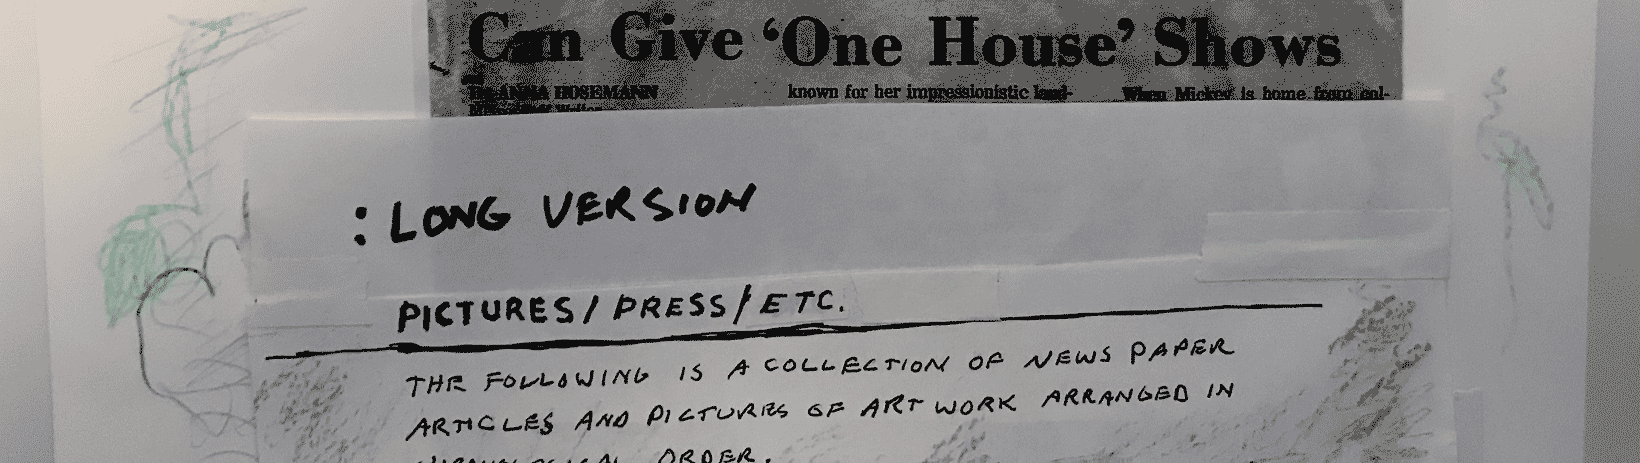 Can Give ‘One House’ Shows
By ANNA HOSEMANN
known for her impressionistic land-
When Mickey is home from col-
: LONG VERSION
PICTURES/PRESS/ETC.
THE FOLLOWING IS A COLLECTION OF NEWS PAPER
ARTICLES AND PICTURES OF ART WORK ARRANGED IN
ORDER.